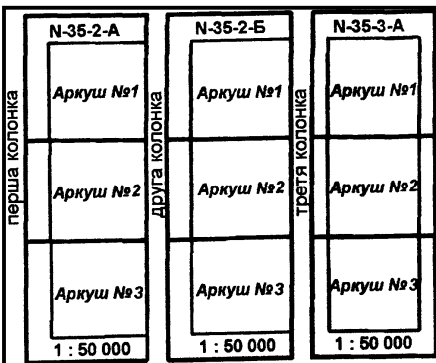 N-35-2-А
N-35-2-Б
N-35-3-А
перша колонка
Аркуш №1
Аркуш №2
Аркуш №3
1 : 50 000
друга колонка
Аркуш №1
Аркуш №2
Аркуш №3
1 : 50 000
третя колонка
Аркуш №1
Аркуш №2
Аркуш №3
1 : 50 000